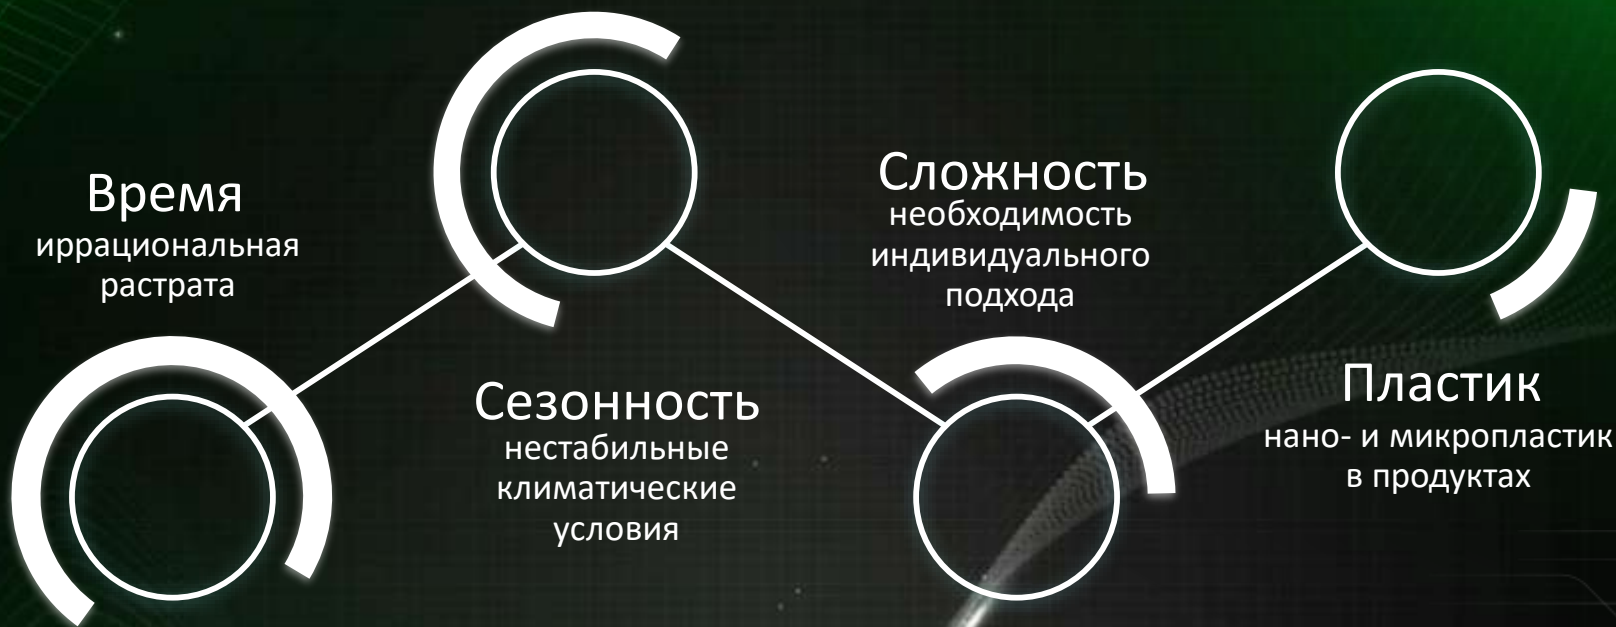 Время
иррациональная
растрата
Сезонность
нестабильные
климатические
условия
Сложность
необходимость
индивидуального
подхода
Пластик
нано- и микропластик
в продуктах